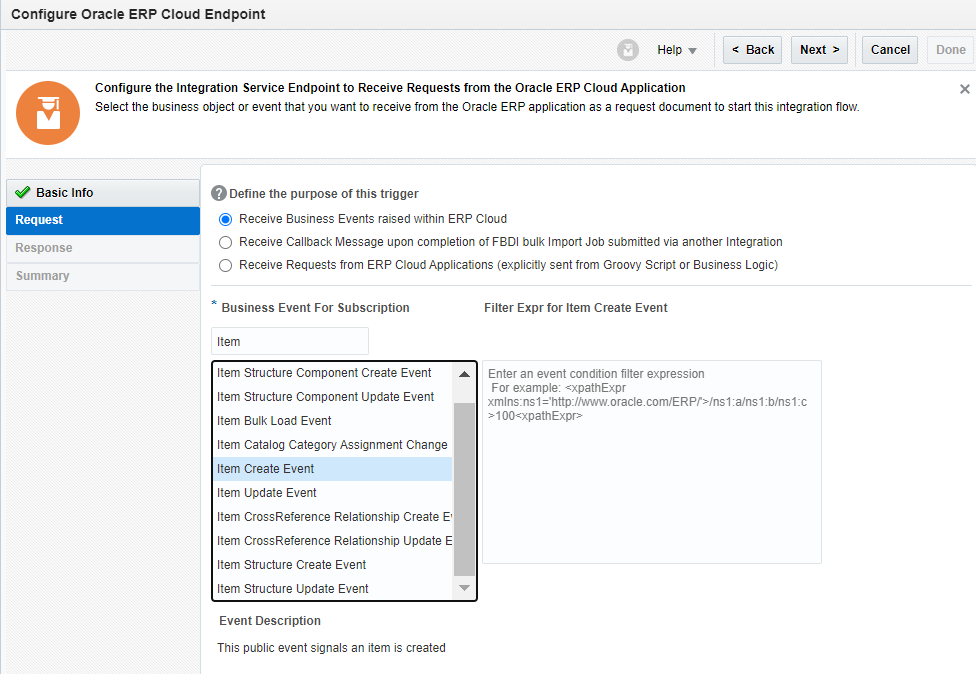 Configure Oracle ERP Cloud Endpoint
Help
< Back
Next >
Cancel
Done
Configure the Integration Service Endpoint to Receive Requests from the Oracle ERP Cloud Application
Select the business object or event that you want to receive from the Oracle ERP application as a request document to start this integration flow.
Basic Info
Request
Response
Summary
Define the purpose of this trigger
Receive Business Events raised within ERP Cloud
Receive Callback Message upon completion of FBDI bulk Import Job submitted via another Integration
Receive Requests from ERP Cloud Applications (explicitly sent from Groovy Script or Business Logic)
* Business Event For Subscription
Item
Item Structure Component Create Event
Item Structure Component Update Event
Item Bulk Load Event
Item Catalog Category Assignment Change
Item Create Event
Item Update Event
Item CrossReference Relationship Create Ev
Item CrossReference Relationship Update E
Item Structure Create Event
Item Structure Update Event
Filter Expr for Item Create Event
Enter an event condition filter expression
For example: <xpathExpr
xmlns:ns1='http://www.oracle.com/ERP/'>/ns1:a/ns1:b/ns1:c
>100<xpathExpr>
Event Description
This public event signals an item is created